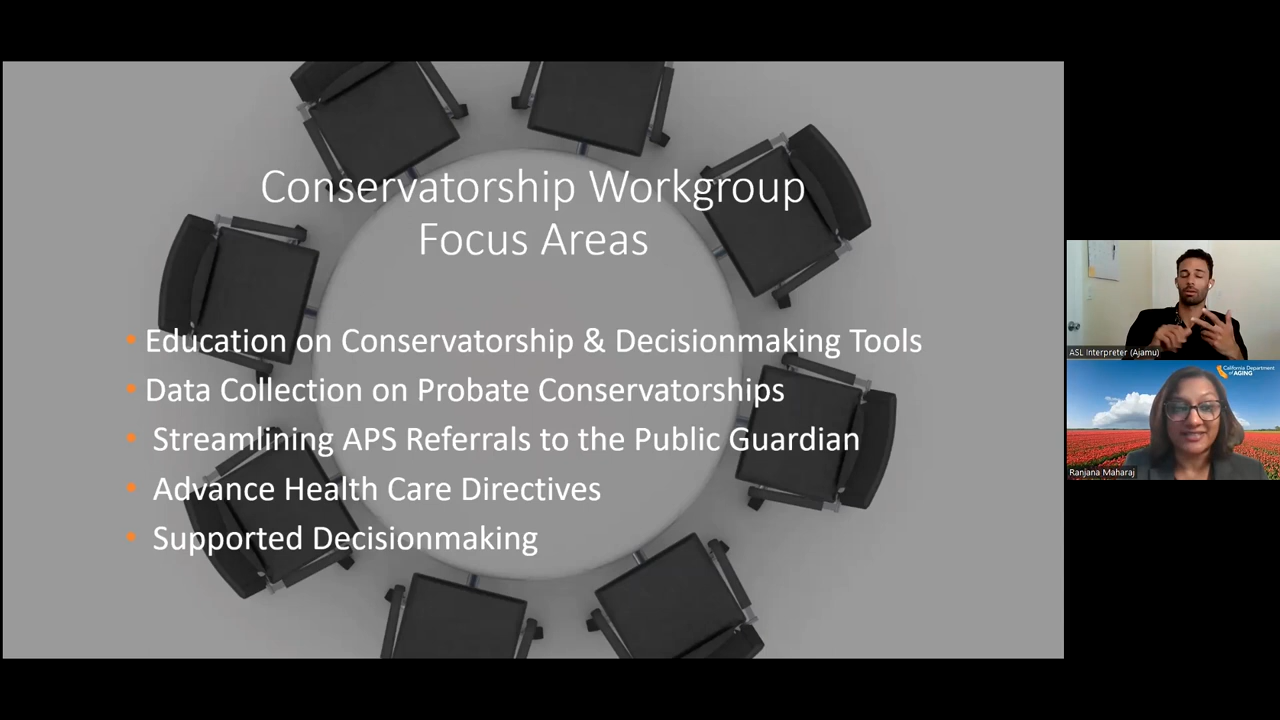 Conservatorship Workgroup
Focus Areas
• Education on Conservatorship & Decisionmaking Tools
• Data Collection on Probate Conservatorships
• Streamlining APS Referrals to the Public Guardian
• Advance Health Care Directives
• Supported Decisionmaking
ASL Interpreter (Ajamu)
California Department
of AGING
Ranjana Maharaj